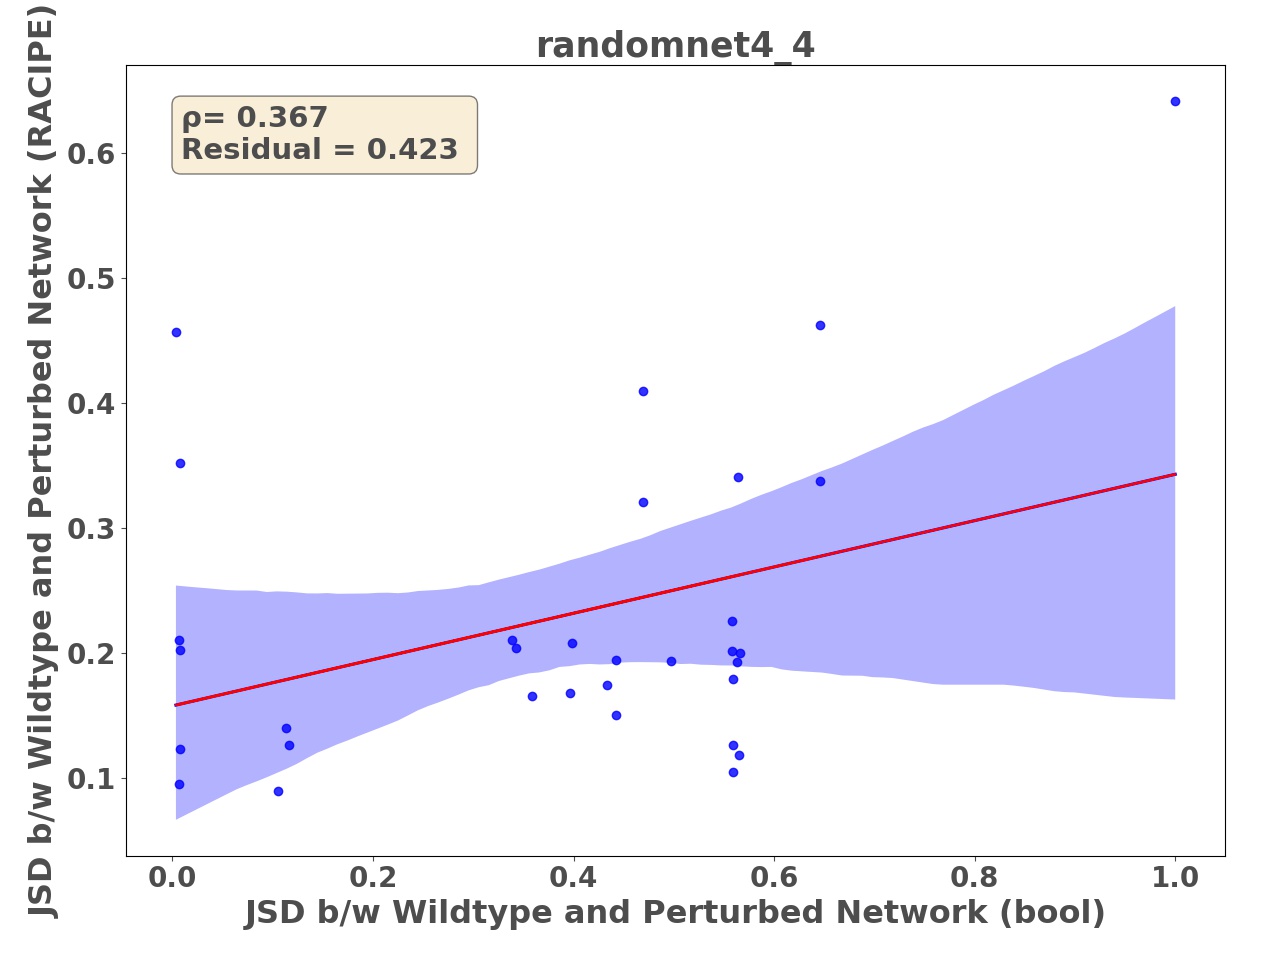 randomnet4_4
ρ= 0.367
Residual = 0.423
JSD b/w Wildtype and Perturbed Network (RACIPE)
0.6
0.5
0.4
0.3
0.2
0.1
0.0 0.2 0.4 0.6 0.8 1.0
JSD b/w Wildtype and Perturbed Network (bool)